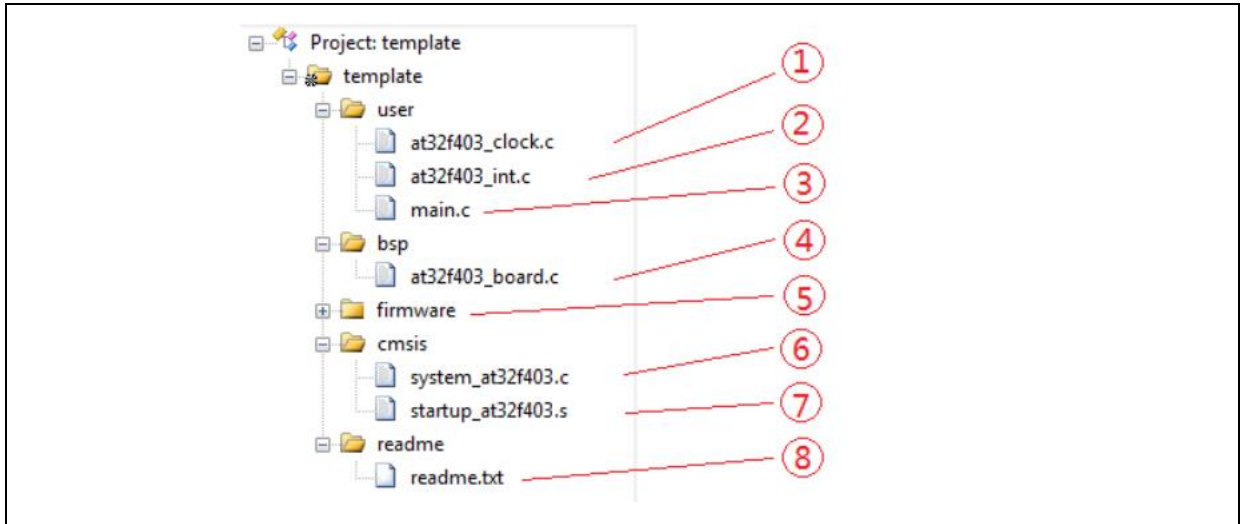 Project: template
template
user
at32f403_clock.c ①
at32f403_int.c ②
main.c ③
bsp
at32f403_board.c ④
firmware ⑤
cmsis
system_at32f403.c ⑥
startup_at32f403.s ⑦
readme
readme.txt ⑧